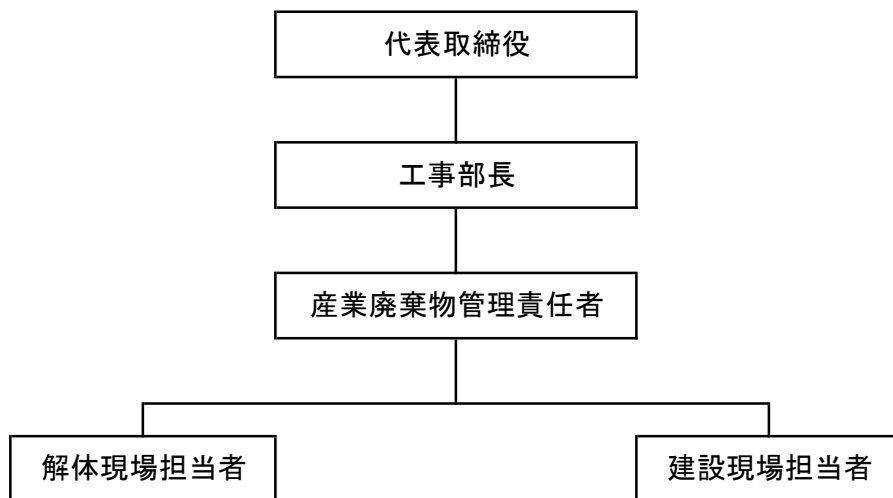 代表取締役
工事部長
産業廃棄物管理責任者
解体現場担当者
建設現場担当者